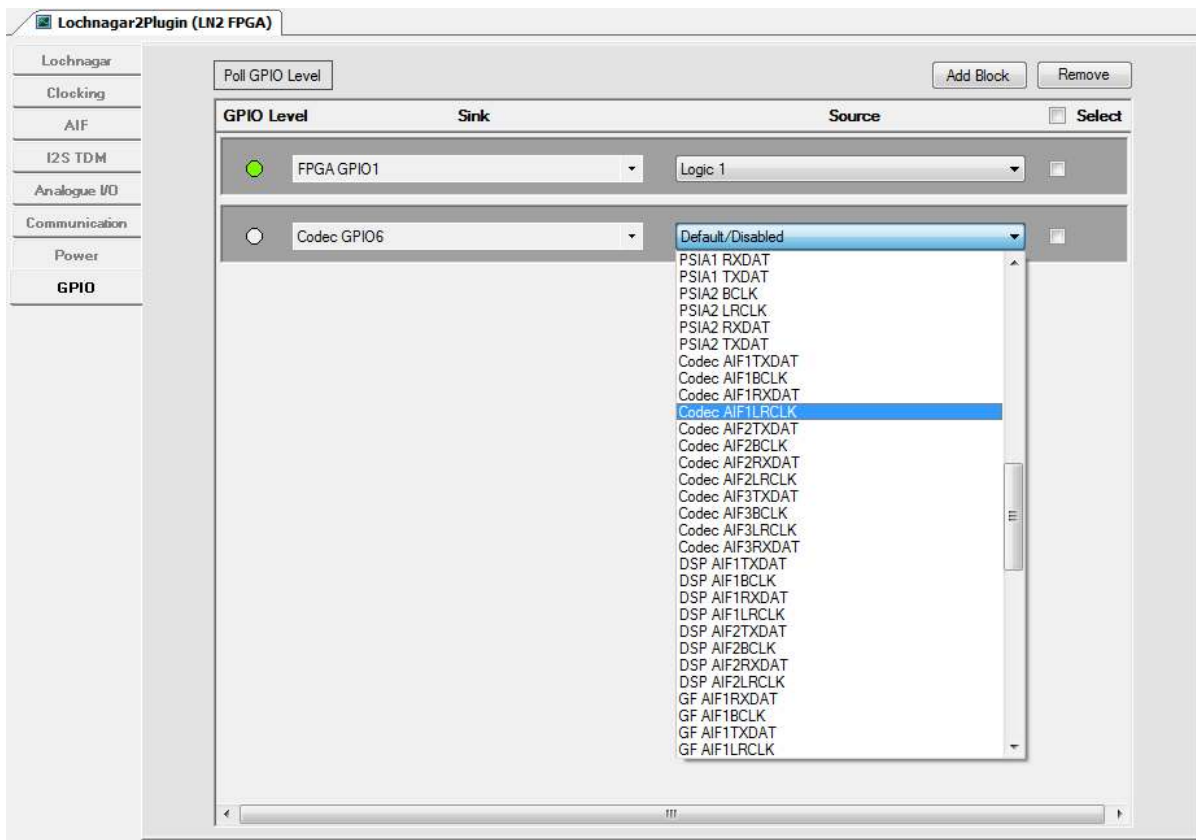 Lochnagar2Plugin (LN2 FPGA)
Lochnagar
Clocking
AIF
I2S TDM
Analogue I/O
Communication
Power
GPIO
Poll GPIO Level
Add Block
Remove
GPIO Level Sink Source Select
FPGA GPIO1 Logic 1
Codec GPIO6 Default/Disabled
PSIA1 RXDAT
PSIA1 TXDAT
PSIA2 BCLK
PSIA2 LRCLK
PSIA2 RXDAT
PSIA2 TXDAT
Codec AIF1TXDAT
Codec AIF1BCLK
Codec AIF1RXDAT
Codec AIF1LRCLK
Codec AIF2TXDAT
Codec AIF2BCLK
Codec AIF2RXDAT
Codec AIF2LRCLK
Codec AIF3TXDAT
Codec AIF3BCLK
Codec AIF3LRCLK
Codec AIF3RXDAT
DSP AIF1TXDAT
DSP AIF1BCLK
DSP AIF1RXDAT
DSP AIF1LRCLK
DSP AIF2TXDAT
DSP AIF2BCLK
DSP AIF2RXDAT
DSP AIF2LRCLK
GF AIF1RXDAT
GF AIF1BCLK
GF AIF1TXDAT
GF AIF1LRCLK